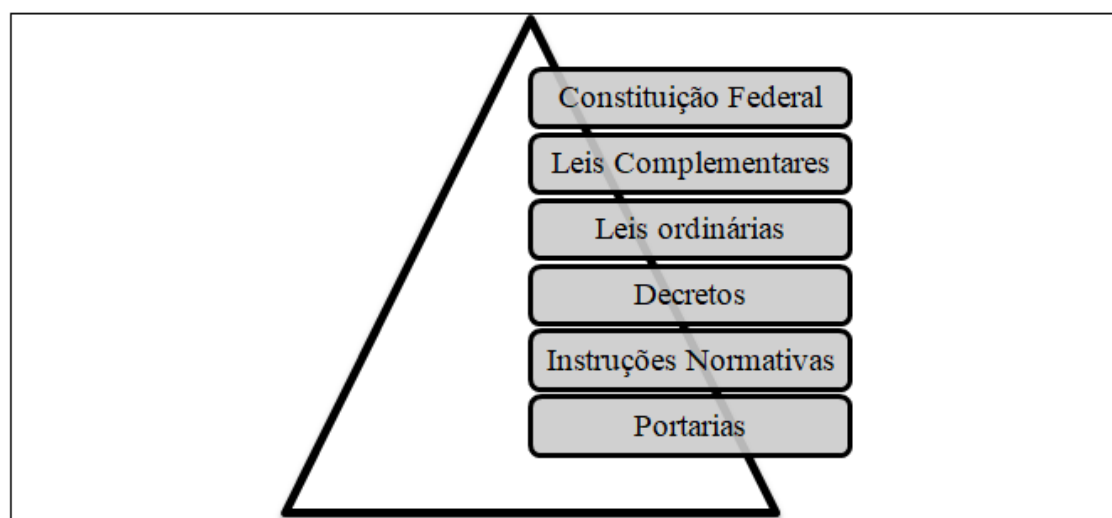 Constituição Federal
Leis Complementares
Leis ordinárias
Decretos
Instruções Normativas
Portarias